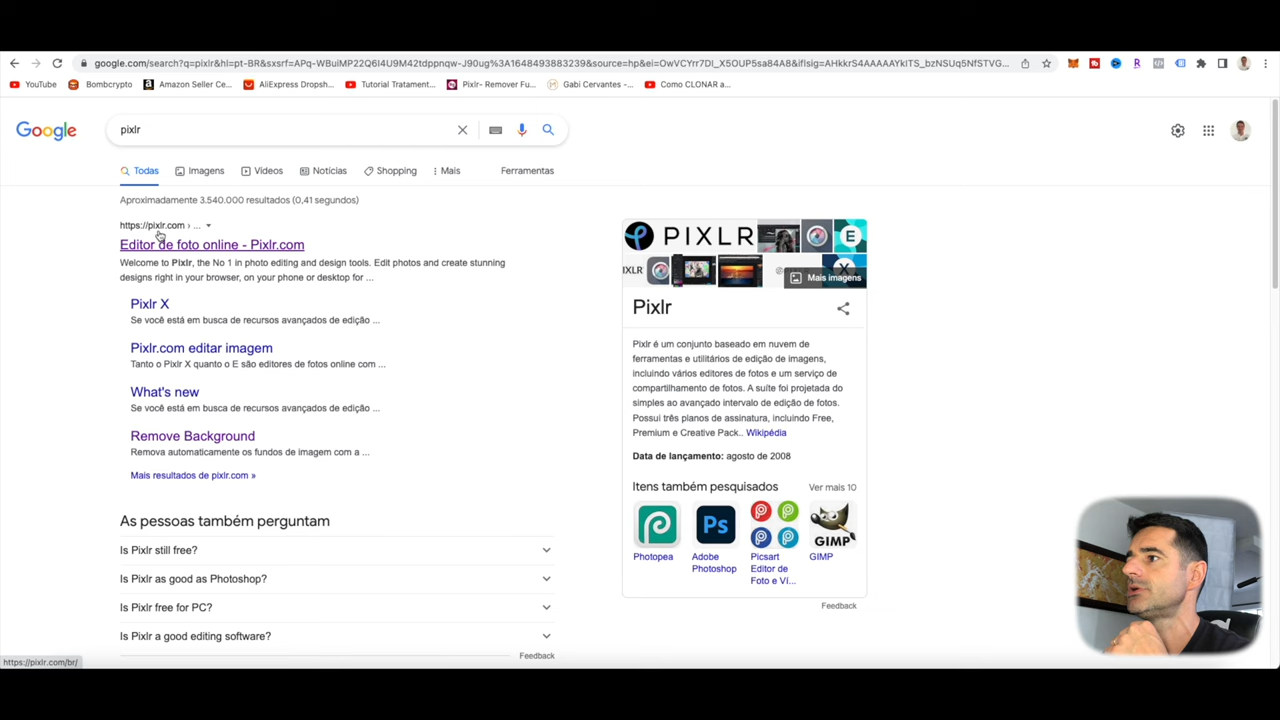 google.com/search?q=pixlr&hl=pt-BR&sxsrf=APq-WBuiMP22Q6I4U9M42tdppnqw-J90ug%3A1648493883239&source=hp&ei=OwVCYrr7Dl_X5OUP5sa84A8&iflsig=AHkkrS4AAAAAYkITS_bzNSUq5NfSTVG...
YouTube
Bombcrypto
Amazon Seller Ce...
AliExpress Dropsh...
Tutorial Tratament...
Pixlr- Remover Fu...
Gabi Cervantes -...
Como CLONAR a...
Google
pixlr
Todas
Imagens
Vídeos
Notícias
Shopping
Mais
Ferramentas
Aproximadamente 3.540.000 resultados (0,41 segundos)
https://pixlr.com › ...
Editor de foto online - Pixlr.com
Welcome to Pixlr, the No 1 in photo editing and design tools. Edit photos and create stunning
designs right in your browser, on your phone or desktop for ...
Pixlr X
Se você está em busca de recursos avançados de edição ...
Pixlr.com editar imagem
Tanto o Pixlr X quanto o E são editores de fotos online com ...
What's new
Se você está em busca de recursos avançados de edição ...
Remove Background
Remova automaticamente os fundos de imagem com a ...
Mais resultados de pixlr.com »
As pessoas também perguntam
Is Pixlr still free?
Is Pixlr as good as Photoshop?
Is Pixlr free for PC?
Is Pixlr a good editing software?
Feedback
https://pixlr.com/br/
PIXLR
E
IXLR
X
Mais imagens
Pixlr
Pixlr é um conjunto baseado em nuvem de
ferramentas e utilitários de edição de imagens,
incluindo vários editores de fotos e um serviço de
compartilhamento de fotos. A suíte foi projetada do
simples ao avançado intervalo de edição de fotos.
Possui três planos de assinatura, incluindo Free,
Premium e Creative Pack.. Wikipédia
Data de lançamento: agosto de 2008
Itens também pesquisados
Ver mais 10
Ps
GIMP
Photopea
Adobe
Photoshop
Picsart
Editor de
Foto e Ví...
GIMP
Feedback